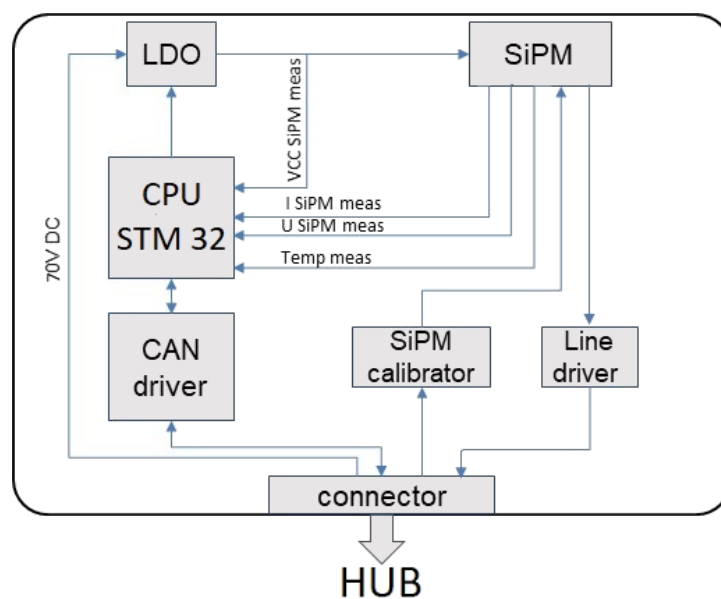 LDO
SiPM
VCC SiPM meas
CPU
STM 32
I SiPM meas
U SiPM meas
Temp meas
70V DC
CAN
driver
SiPM
calibrator
Line
driver
connector
HUB